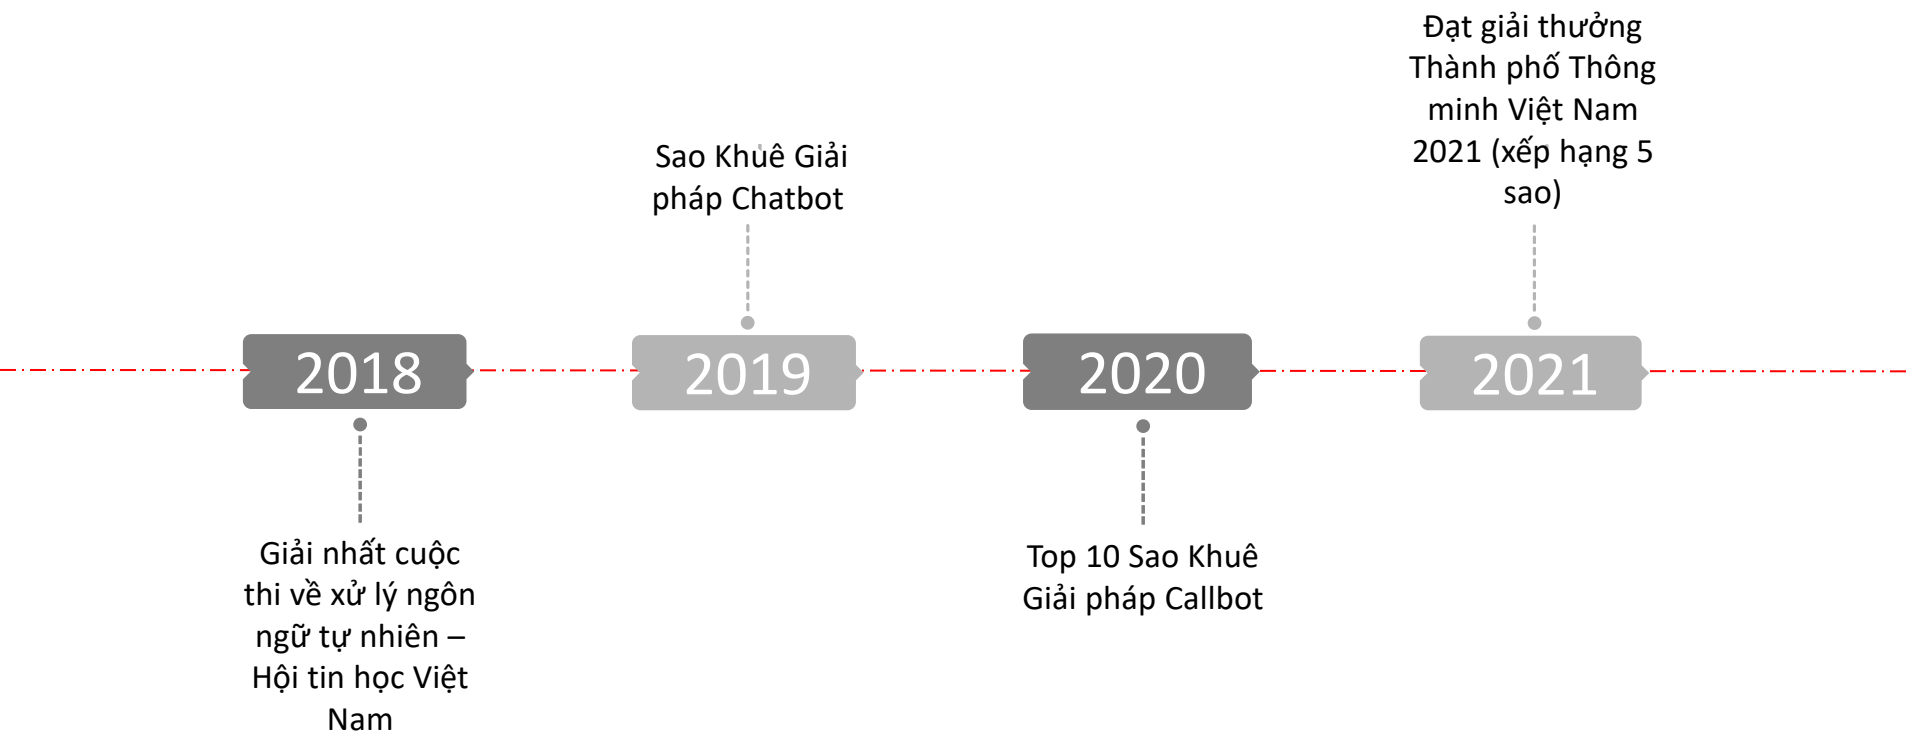 2018
Giải nhất cuộc
thi về xử lý ngôn
ngữ tự nhiên –
Hội tin học Việt
Nam
Sao Khuê Giải
pháp Chatbot
2019
2020
Top 10 Sao Khuê
Giải pháp Callbot
Đạt giải thưởng
Thành phố Thông
minh Việt Nam
2021 (xếp hạng 5
sao)
2021